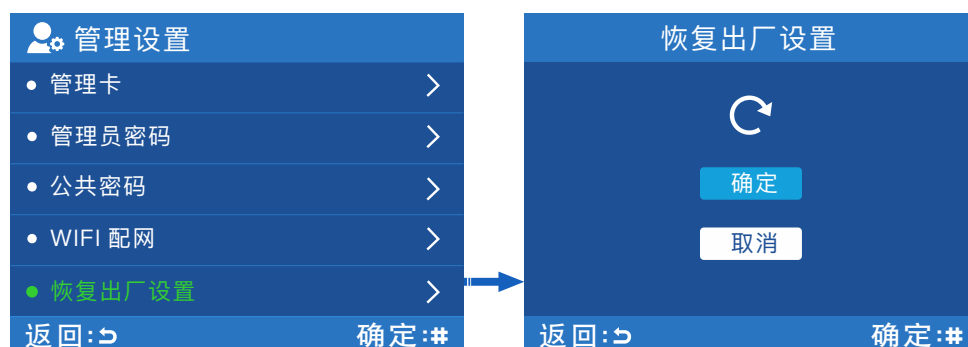 管理设置
管理卡
管理员密码
公共密码
WIFI 配网
恢复出厂设置
返回:⮌ 确定:#
恢复出厂设置
确定
取消
返回:⮌ 确定:#